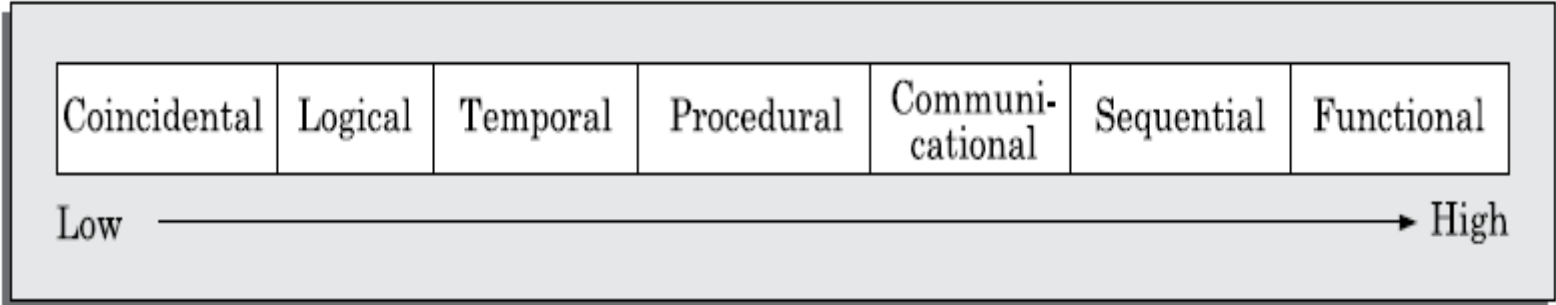 Coincidental Logical Temporal Procedural Communi-
cational Sequential Functional
Low High